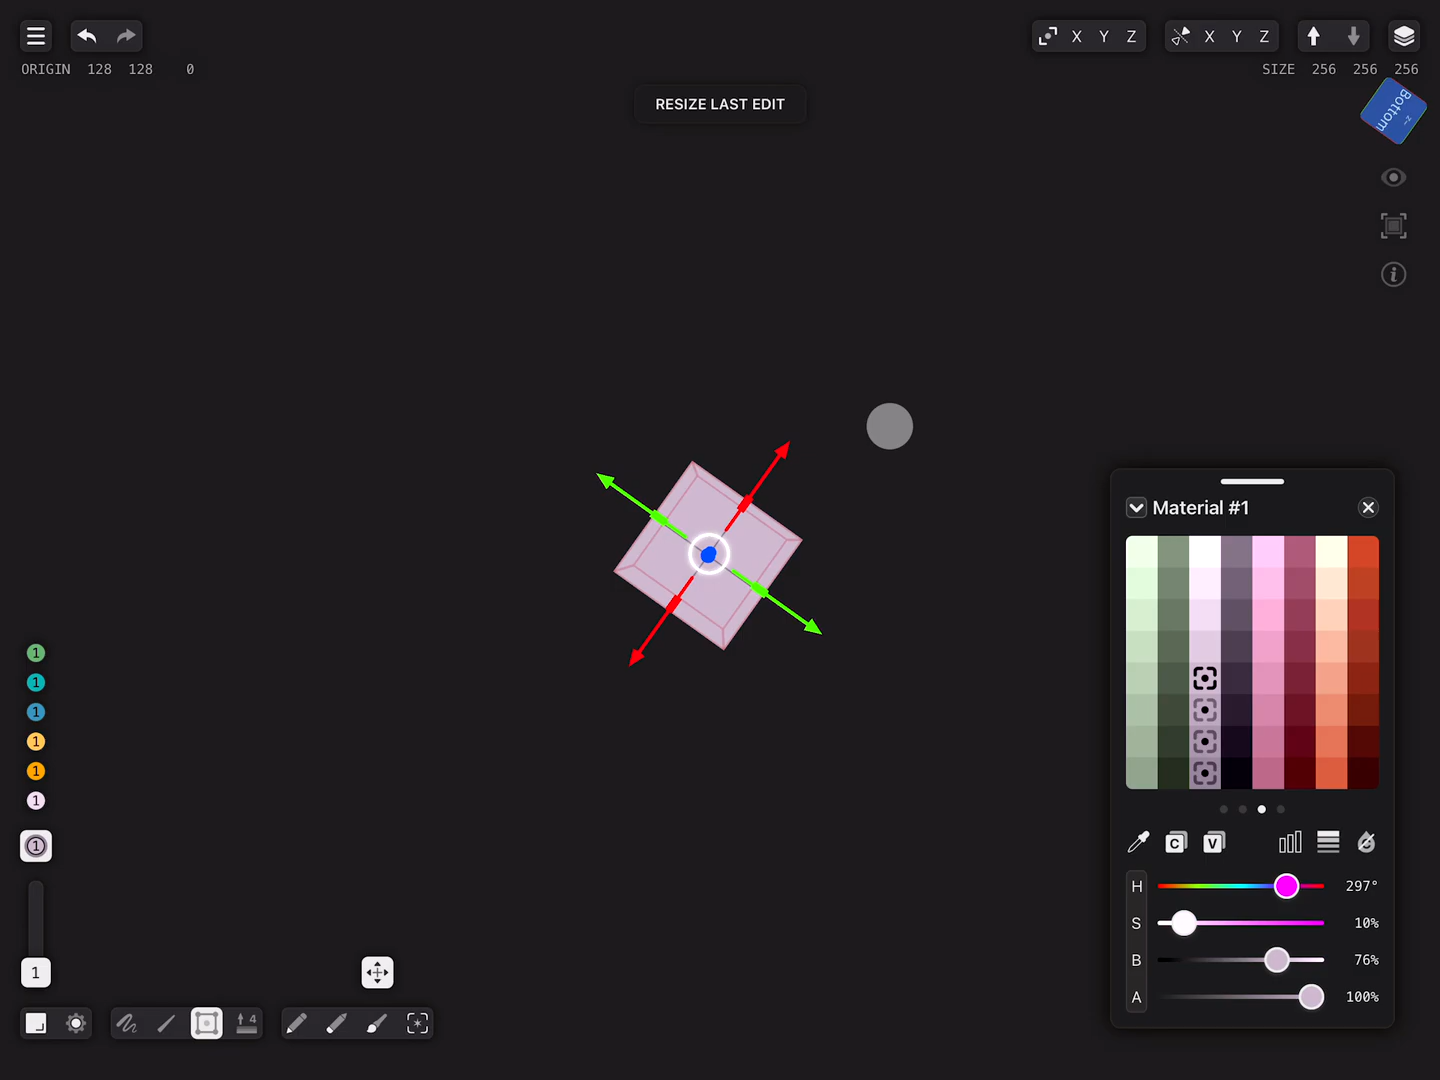 X Y Z
X Y Z
ORIGIN 128 128 0
SIZE 256 256 256
RESIZE LAST EDIT
Bottom
z-
Material #1
1
1
1
1
1
1
1
C
V
H 297°
S 10%
B 76%
A 100%
1
4